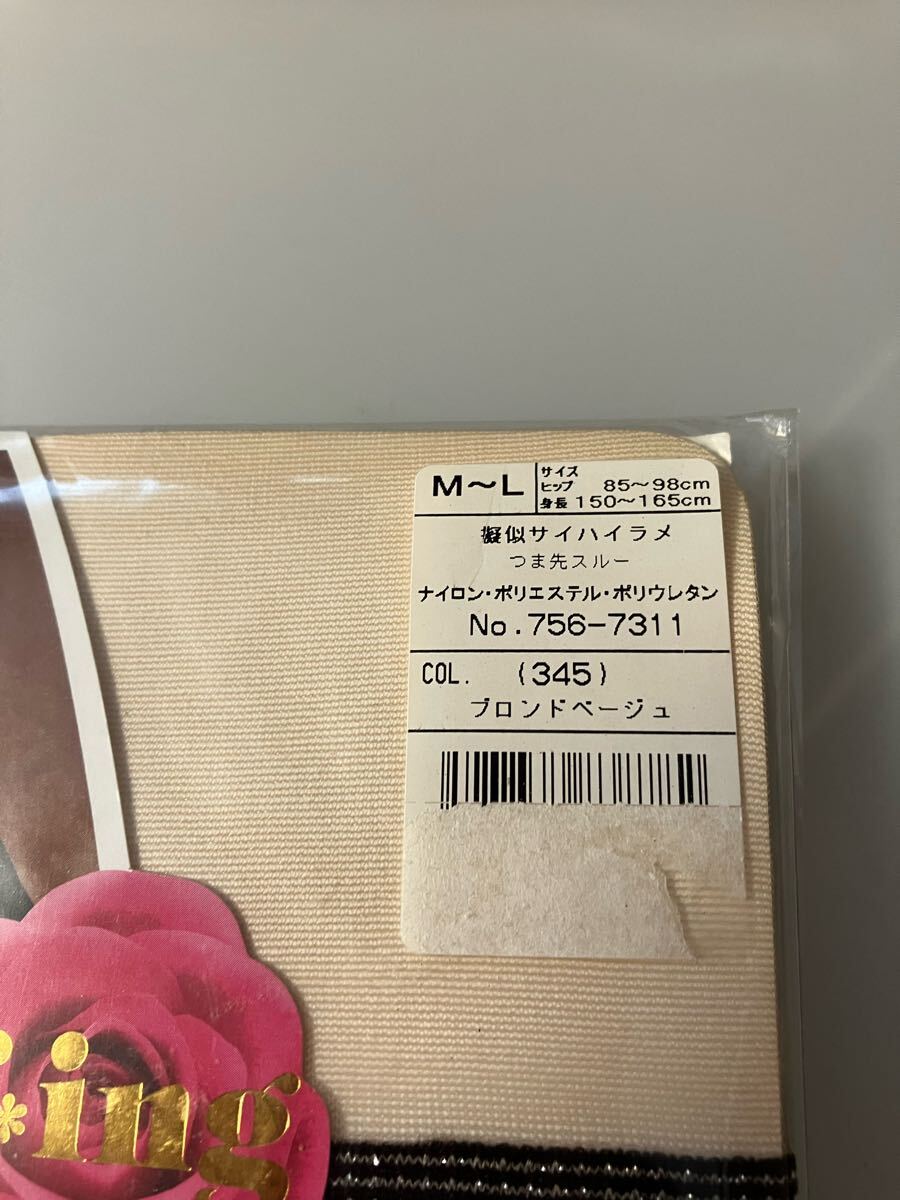 M～L
サイズ
ヒップ 85～98cm
身長 150～165cm
擬似サイハイラメ
つま先スルー
ナイロン・ポリエステル・ポリウレタン
No.756-7311
COL. (345)
ブロンドベージュ
*ing